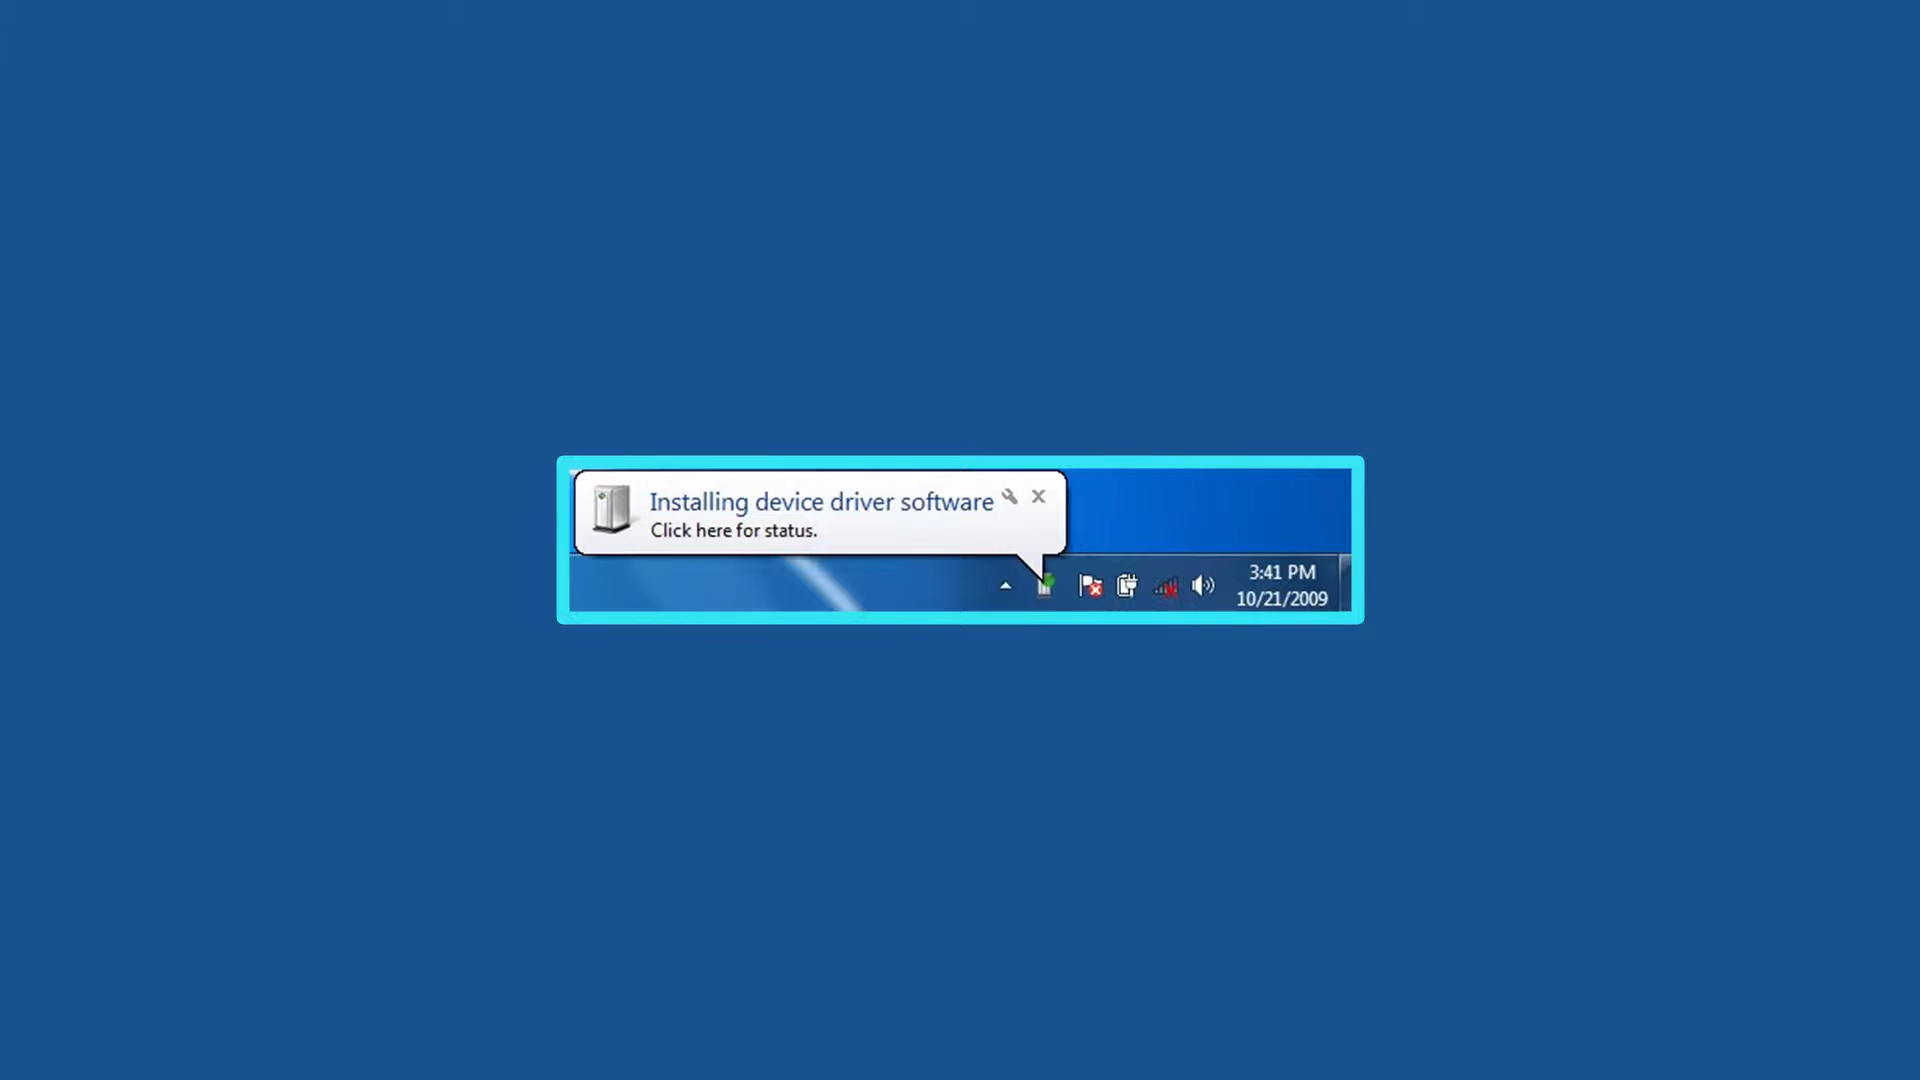 Installing device driver software
Click here for status.
3:41 PM
10/21/2009